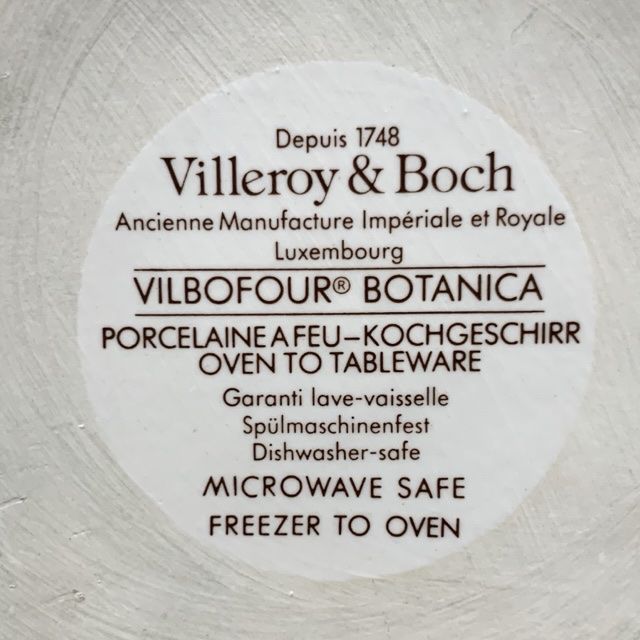 Depuis 1748
Villeroy & Boch
Ancienne Manufacture Impériale et Royale
Luxembourg
VILBOFOUR® BOTANICA
PORCELAINE A FEU–KOCHGESCHIRR
OVEN TO TABLEWARE
Garanti lave-vaisselle
Spülmaschinenfest
Dishwasher-safe
MICROWAVE SAFE
FREEZER TO OVEN